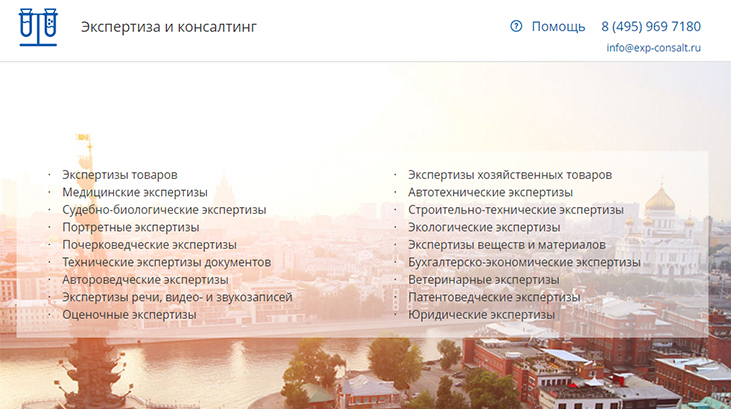 Экспертиза и консалтинг
Помощь 8 (495) 969 7180
info@exp-consalt.ru
· Экспертизы товаров
· Медицинские экспертизы
· Судебно-биологические экспертизы
· Портретные экспертизы
· Почерковедческие экспертизы
· Технические экспертизы документов
· Автороведческие экспертизы
· Экспертизы речи, видео- и звукозаписей
· Оценочные экспертизы
· Экспертизы хозяйственных товаров
· Автотехнические экспертизы
· Строительно-технические экспертизы
· Экологические экспертизы
· Экспертизы веществ и материалов
· Бухгалтерско-экономические экспертизы
· Ветеринарные экспертизы
· Патентоведческие экспертизы
· Юридические экспертизы